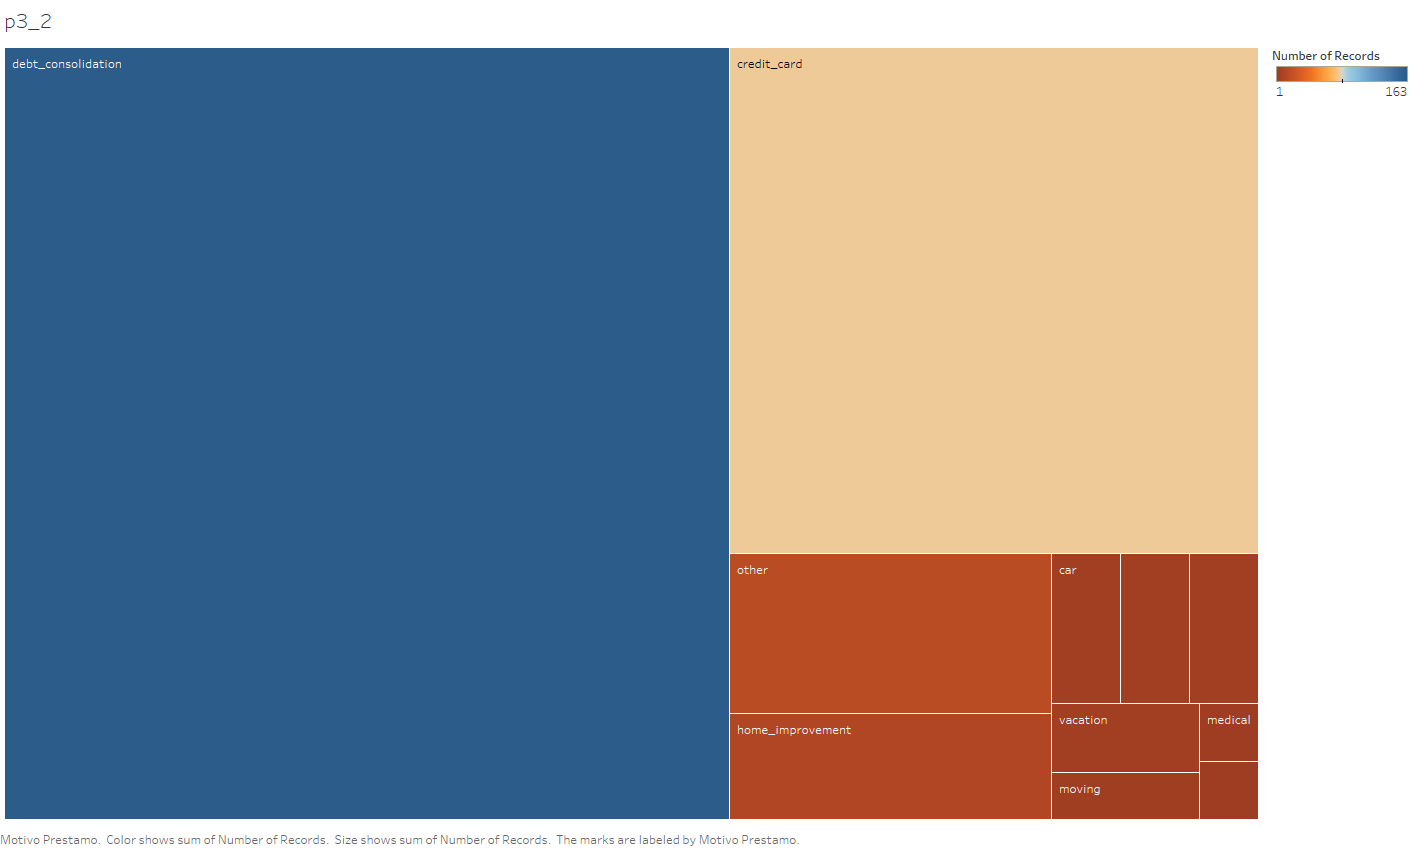 p3_2
debt_consolidation
credit_card
Number of Records
1 163
other
car
home_improvement
vacation
medical
moving
Motivo Prestamo. Color shows sum of Number of Records. Size shows sum of Number of Records. The marks are labeled by Motivo Prestamo.